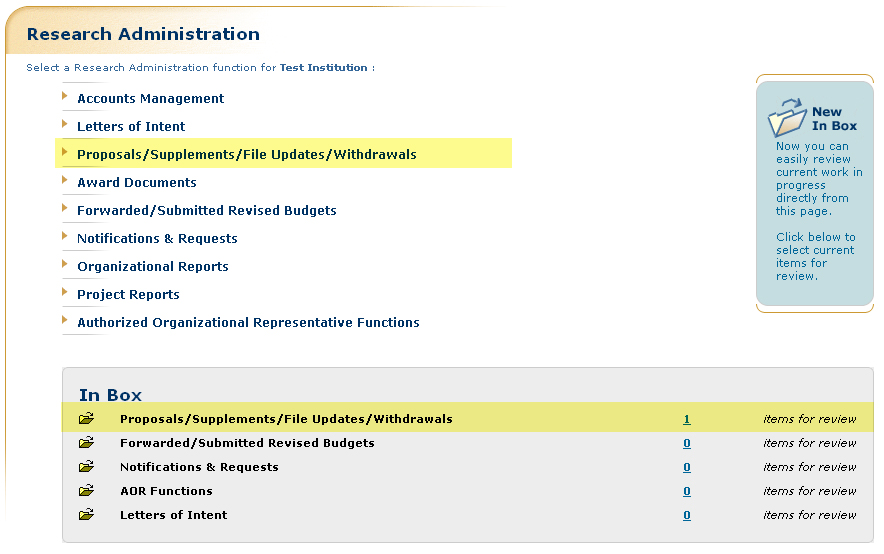 Research Administration
Select a Research Administration function for Test Institution :
Accounts Management
Letters of Intent
Proposals/Supplements/File Updates/Withdrawals
Award Documents
Forwarded/Submitted Revised Budgets
Notifications & Requests
Organizational Reports
Project Reports
Authorized Organizational Representative Functions
New
In Box
Now you can
easily review
current work in
progress
directly from
this page.
Click below to
select current
items for
review.
In Box
Proposals/Supplements/File Updates/Withdrawals 1 items for review
Forwarded/Submitted Revised Budgets 0 items for review
Notifications & Requests 0 items for review
AOR Functions 0 items for review
Letters of Intent 0 items for review